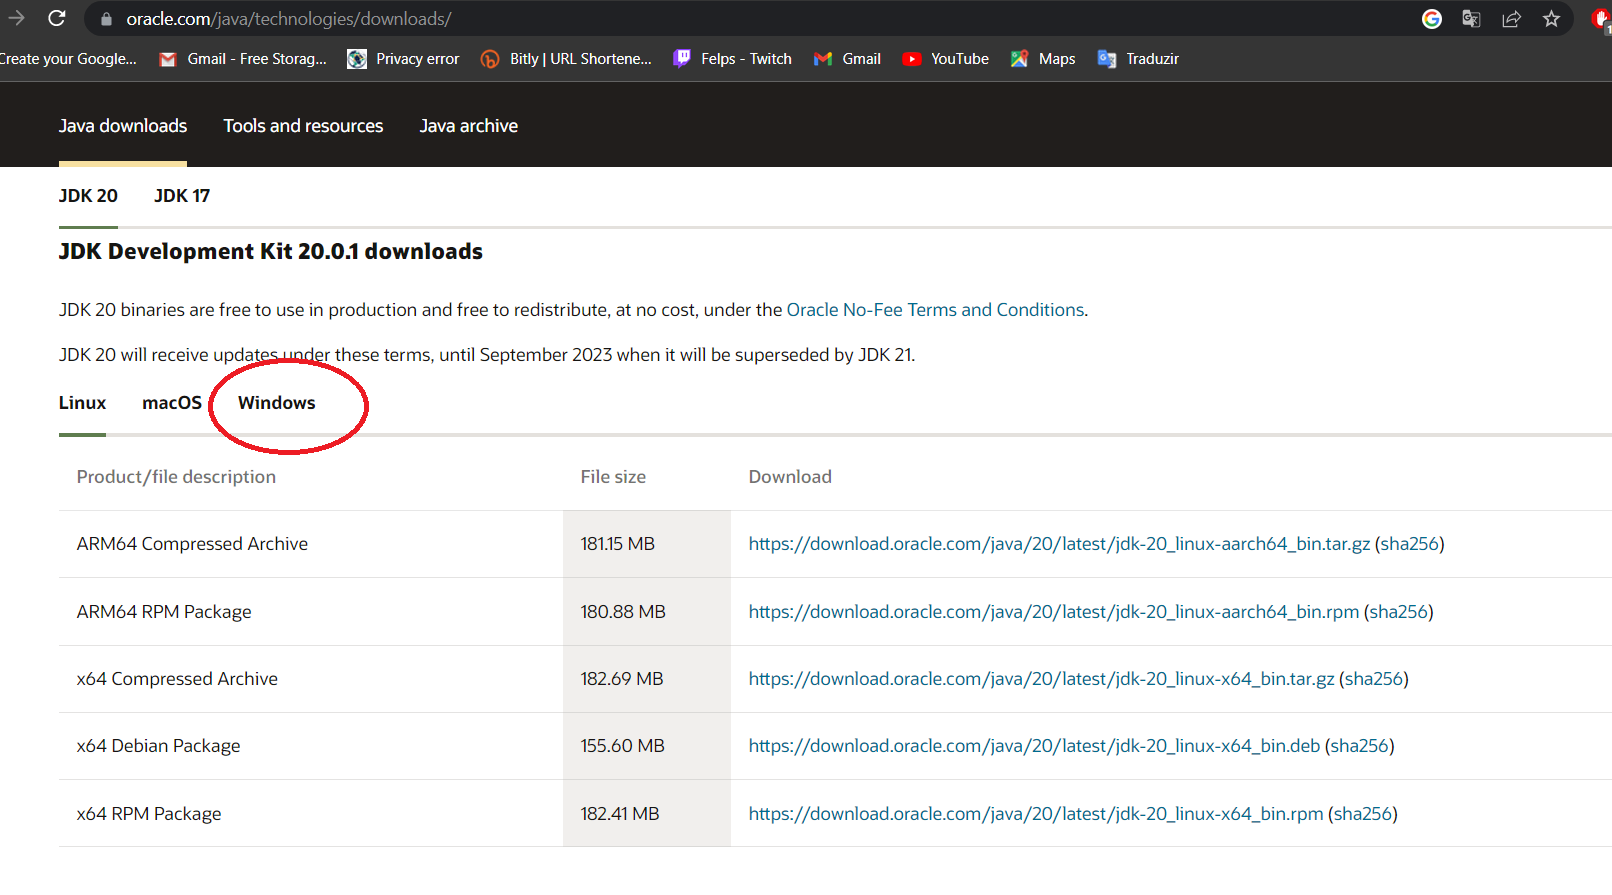 oracle.com/java/technologies/downloads/
Create your Google... Gmail - Free Storag... Privacy error Bitly | URL Shortene... Felps - Twitch Gmail YouTube Maps Traduzir
Java downloads Tools and resources Java archive
JDK 20 JDK 17
JDK Development Kit 20.0.1 downloads
JDK 20 binaries are free to use in production and free to redistribute, at no cost, under the Oracle No-Fee Terms and Conditions.
JDK 20 will receive updates under these terms, until September 2023 when it will be superseded by JDK 21.
Linux macOS Windows
Product/file description File size Download
ARM64 Compressed Archive 181.15 MB https://download.oracle.com/java/20/latest/jdk-20_linux-aarch64_bin.tar.gz (sha256)
ARM64 RPM Package 180.88 MB https://download.oracle.com/java/20/latest/jdk-20_linux-aarch64_bin.rpm (sha256)
x64 Compressed Archive 182.69 MB https://download.oracle.com/java/20/latest/jdk-20_linux-x64_bin.tar.gz (sha256)
x64 Debian Package 155.60 MB https://download.oracle.com/java/20/latest/jdk-20_linux-x64_bin.deb (sha256)
x64 RPM Package 182.41 MB https://download.oracle.com/java/20/latest/jdk-20_linux-x64_bin.rpm (sha256)